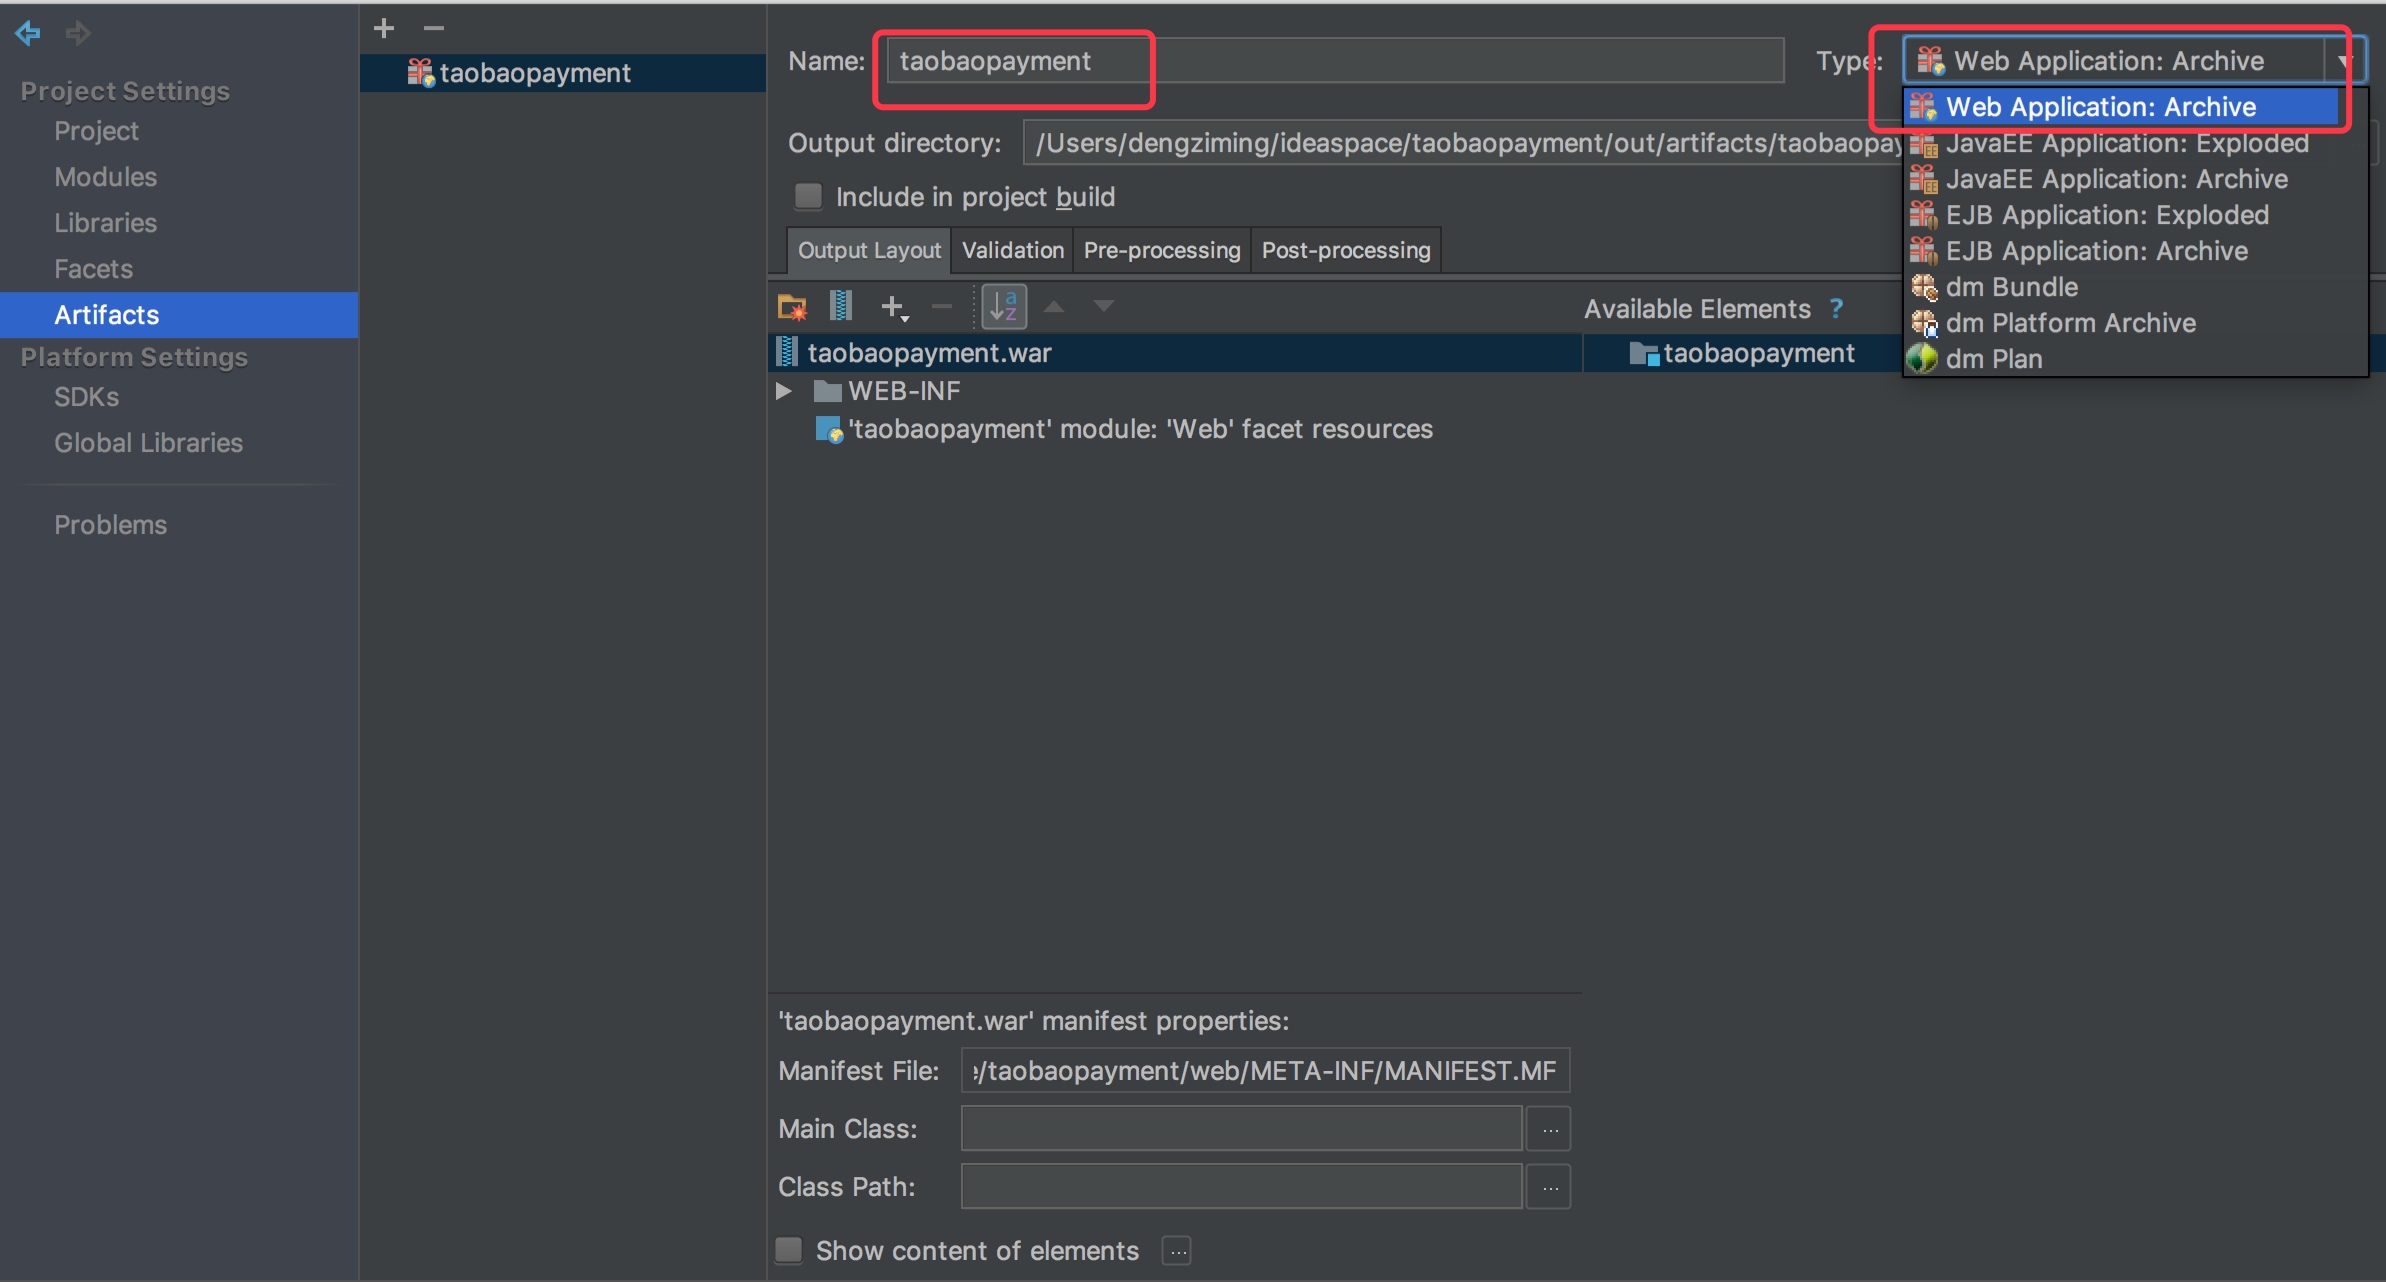 Project Settings
Project
Modules
Libraries
Facets
Artifacts
Platform Settings
SDKs
Global Libraries
Problems
taobaopayment
Name: taobaopayment
Type: Web Application: Archive
Web Application: Archive
JavaEE Application: Exploded
JavaEE Application: Archive
EJB Application: Exploded
EJB Application: Archive
dm Bundle
dm Platform Archive
dm Plan
Output directory: /Users/dengziming/ideaspace/taobaopayment/out/artifacts/taobaopay
Include in project build
Output Layout Validation Pre-processing Post-processing
Available Elements ?
taobaopayment.war
WEB-INF
'taobaopayment' module: 'Web' facet resources
taobaopayment
'taobaopayment.war' manifest properties:
Manifest File: e/taobaopayment/web/META-INF/MANIFEST.MF
Main Class: ...
Class Path: ...
Show content of elements ...